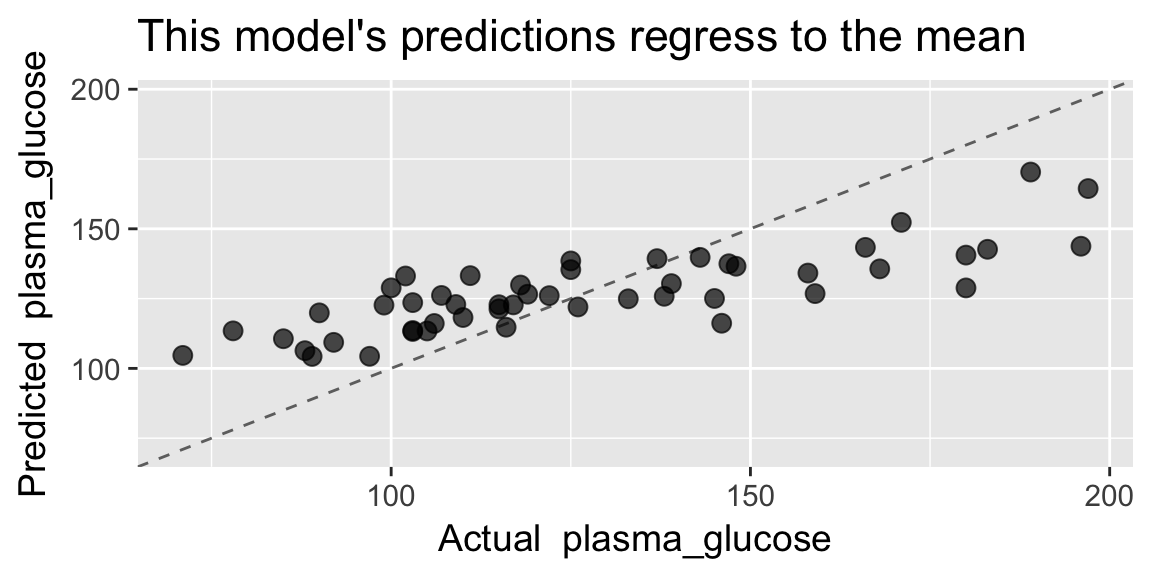 This model's predictions regress to the mean
Predicted  plasma_glucose
200
150
100
100
150
200
Actual  plasma_glucose